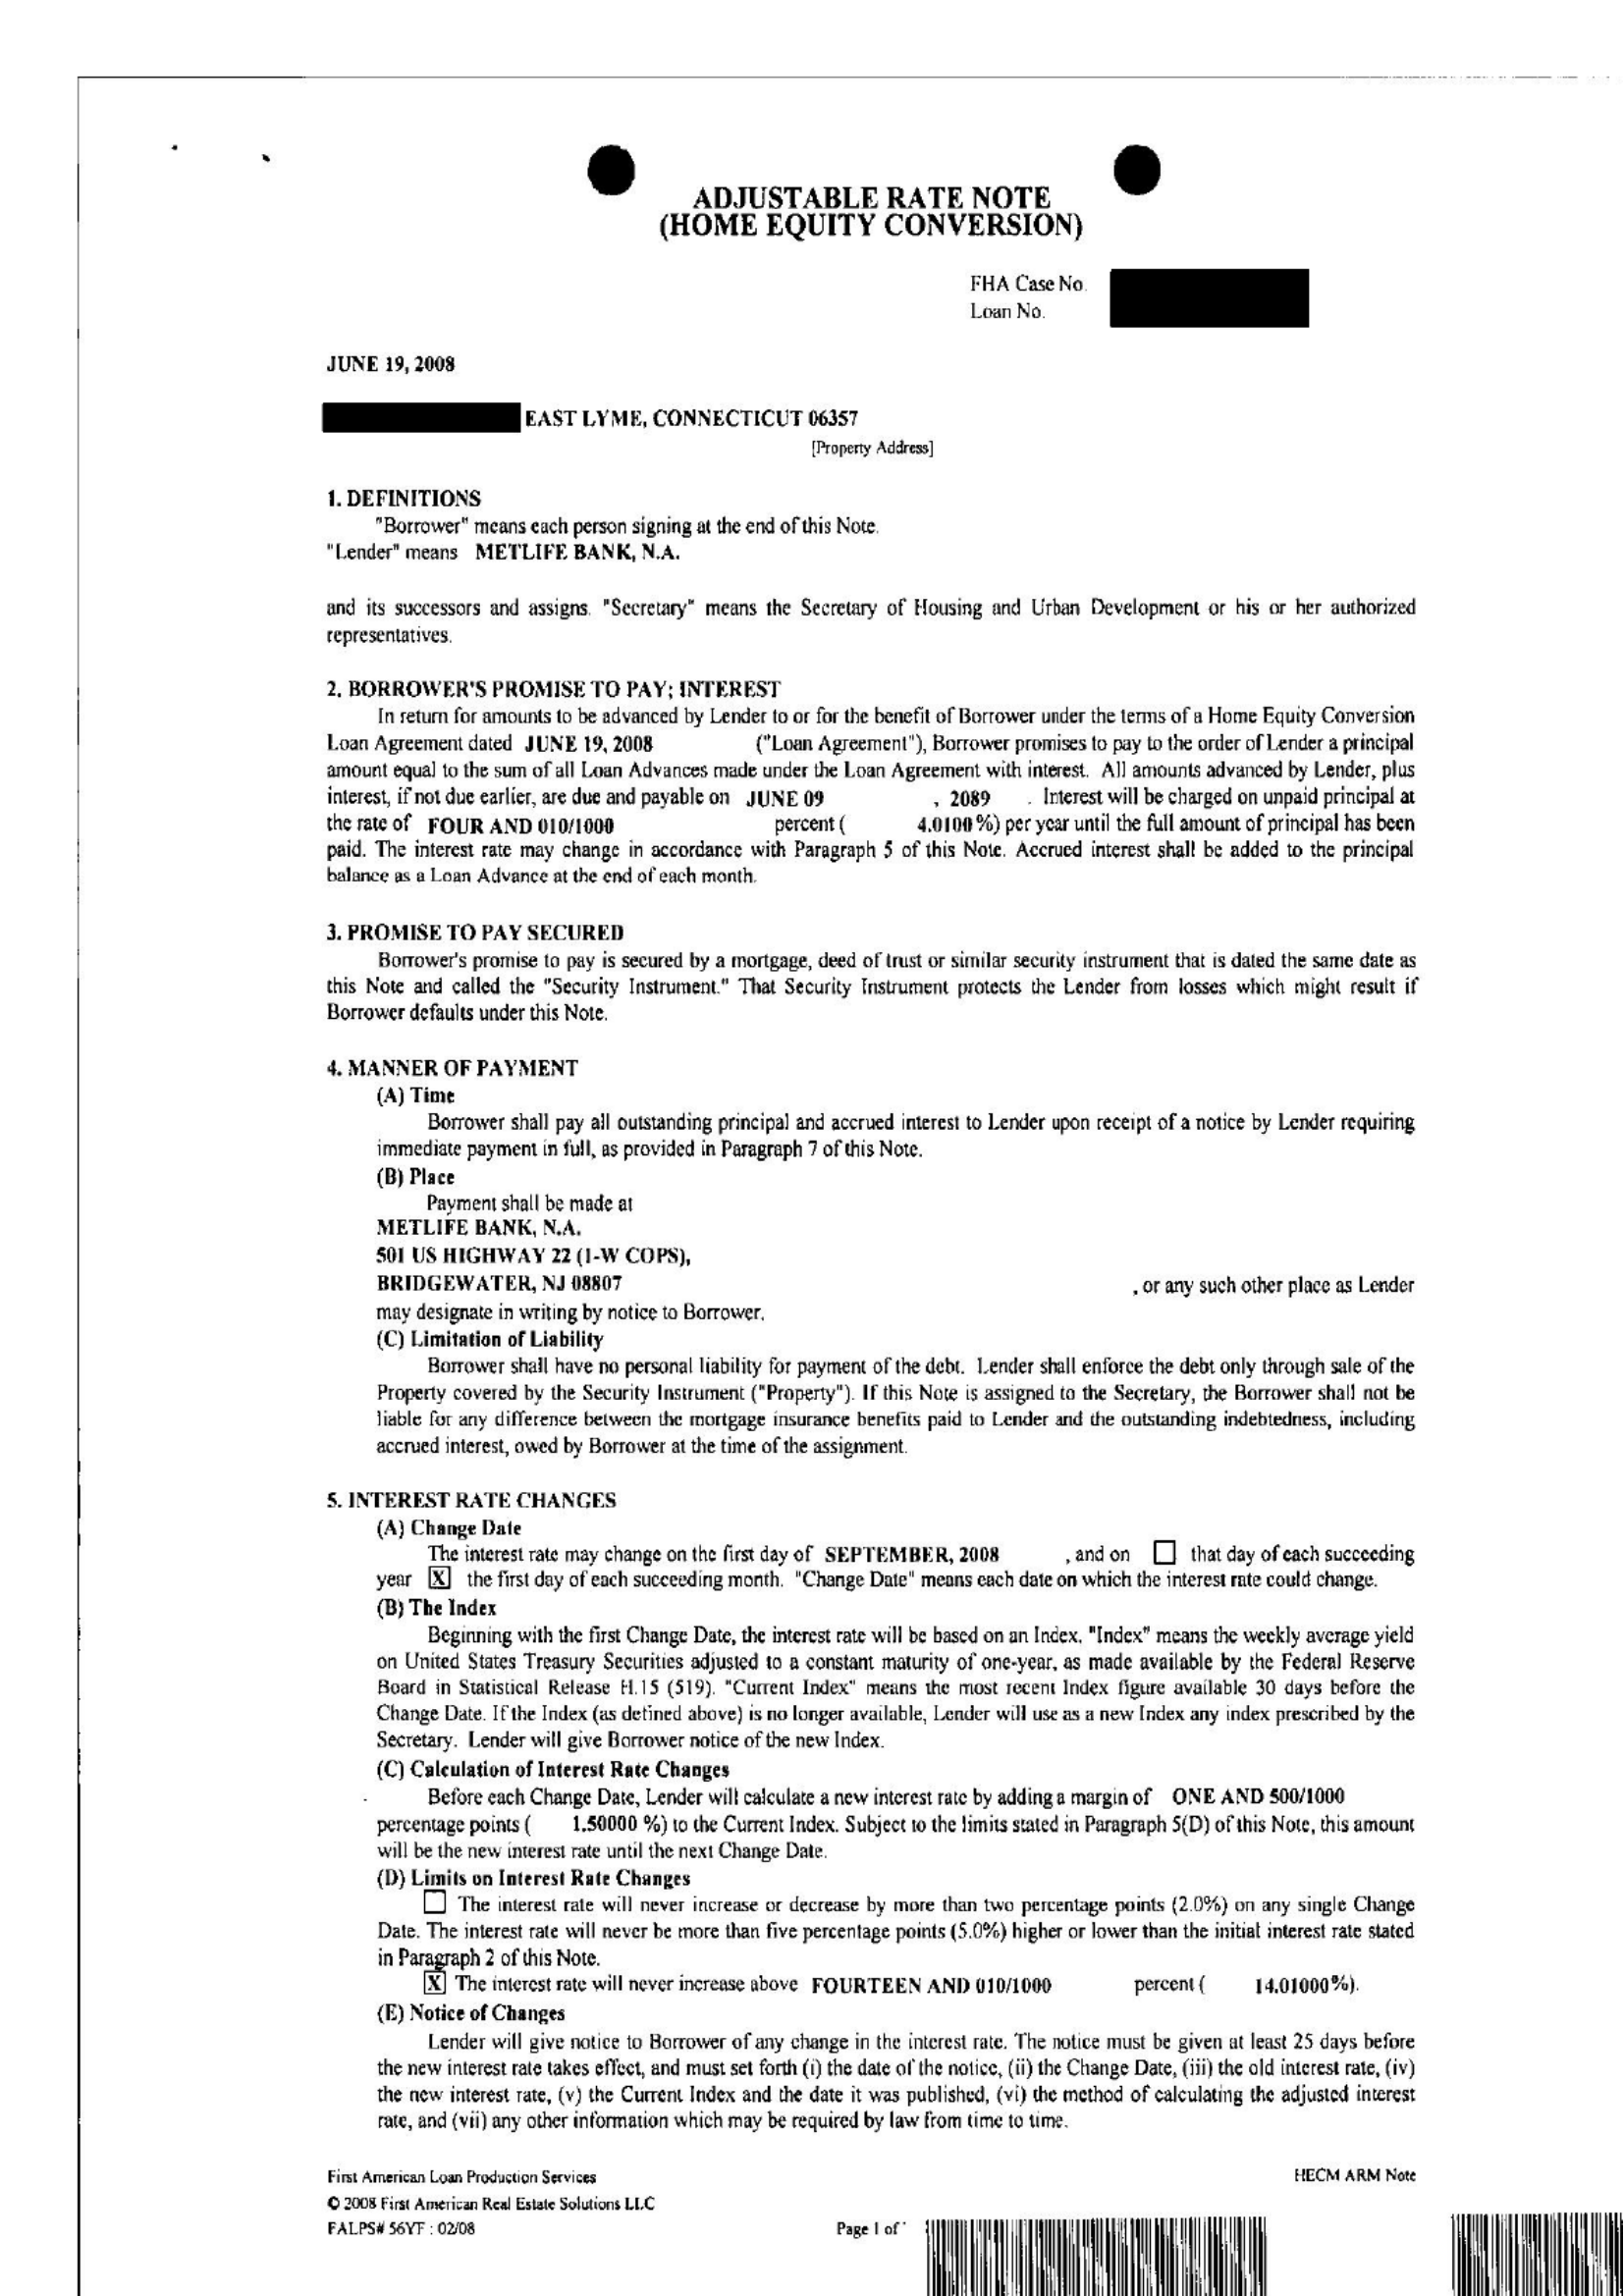 ADJUSTABLE RATE NOTE
(HOME EQUITY CONVERSION)
FHA Case No.
Loan No.
JUNE 19, 2008
EAST LYME, CONNECTICUT 06357
[Property Address]
1. DEFINITIONS
"Borrower" means each person signing at the end of this Note.
"Lender" means METLIFE BANK, N.A.
and its successors and assigns. "Secretary" means the Secretary of Housing and Urban Development or his or her authorized
representatives.
2. BORROWER'S PROMISE TO PAY; INTEREST
In return for amounts to be advanced by Lender to or for the benefit of Borrower under the terms of a Home Equity Conversion
Loan Agreement dated JUNE 19, 2008 ("Loan Agreement"), Borrower promises to pay to the order of Lender a principal
amount equal to the sum of all Loan Advances made under the Loan Agreement with interest. All amounts advanced by Lender, plus
interest, if not due earlier, are due and payable on JUNE 09 , 2089 . Interest will be charged on unpaid principal at
the rate of FOUR AND 010/1000 percent ( 4.0100 %) per year until the full amount of principal has been
paid. The interest rate may change in accordance with Paragraph 5 of this Note. Accrued interest shall be added to the principal
balance as a Loan Advance at the end of each month.
3. PROMISE TO PAY SECURED
Borrower's promise to pay is secured by a mortgage, deed of trust or similar security instrument that is dated the same date as
this Note and called the "Security Instrument." That Security Instrument protects the Lender from losses which might result if
Borrower defaults under this Note.
4. MANNER OF PAYMENT
(A) Time
Borrower shall pay all outstanding principal and accrued interest to Lender upon receipt of a notice by Lender requiring
immediate payment in full, as provided in Paragraph 7 of this Note.
(B) Place
Payment shall be made at
METLIFE BANK, N.A.
501 US HIGHWAY 22 (1-W COPS),
BRIDGEWATER, NJ 08807 , or any such other place as Lender
may designate in writing by notice to Borrower.
(C) Limitation of Liability
Borrower shall have no personal liability for payment of the debt. Lender shall enforce the debt only through sale of the
Property covered by the Security Instrument ("Property"). If this Note is assigned to the Secretary, the Borrower shall not be
liable for any difference between the mortgage insurance benefits paid to Lender and the outstanding indebtedness, including
accrued interest, owed by Borrower at the time of the assignment.
5. INTEREST RATE CHANGES
(A) Change Date
The interest rate may change on the first day of SEPTEMBER, 2008 , and on ☐ that day of each succeeding
year [X] the first day of each succeeding month. "Change Date" means each date on which the interest rate could change.
(B) The Index
Beginning with the first Change Date, the interest rate will be based on an Index. "Index" means the weekly average yield
on United States Treasury Securities adjusted to a constant maturity of one-year, as made available by the Federal Reserve
Board in Statistical Release H.15 (519). "Current Index" means the most recent Index figure available 30 days before the
Change Date. If the Index (as defined above) is no longer available, Lender will use as a new Index any index prescribed by the
Secretary. Lender will give Borrower notice of the new Index.
(C) Calculation of Interest Rate Changes
Before each Change Date, Lender will calculate a new interest rate by adding a margin of ONE AND 500/1000
percentage points ( 1.50000 %) to the Current Index. Subject to the limits stated in Paragraph 5(D) of this Note, this amount
will be the new interest rate until the next Change Date.
(D) Limits on Interest Rate Changes
☐ The interest rate will never increase or decrease by more than two percentage points (2.0%) on any single Change
Date. The interest rate will never be more than five percentage points (5.0%) higher or lower than the initial interest rate stated
in Paragraph 2 of this Note.
[X] The interest rate will never increase above FOURTEEN AND 010/1000 percent ( 14.01000%).
(E) Notice of Changes
Lender will give notice to Borrower of any change in the interest rate. The notice must be given at least 25 days before
the new interest rate takes effect, and must set forth (i) the date of the notice, (ii) the Change Date, (iii) the old interest rate, (iv)
the new interest rate, (v) the Current Index and the date it was published, (vi) the method of calculating the adjusted interest
rate, and (vii) any other information which may be required by law from time to time.
First American Loan Production Services HECM ARM Note
© 2008 First American Real Estate Solutions LLC
FALPS# 56YF : 02/08 Page 1 of